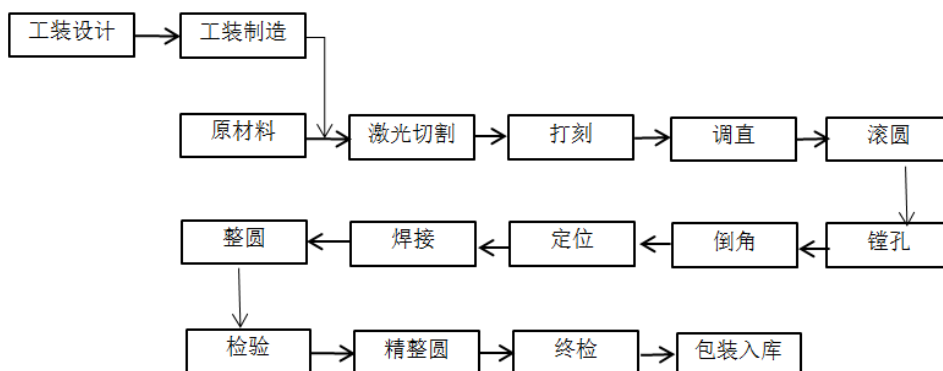 工装设计
工装制造
原材料
激光切割
打刻
调直
滚圆
镗孔
倒角
定位
焊接
整圆
检验
精整圆
终检
包装入库